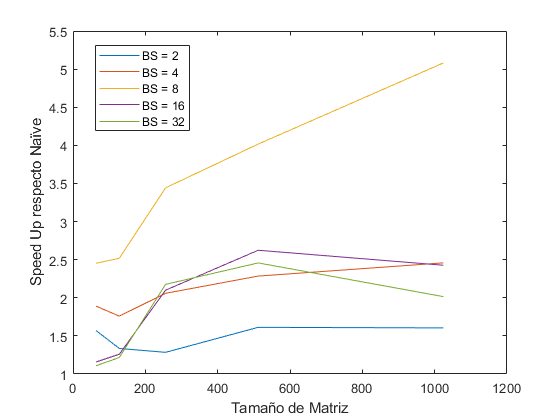 5.5
5
4.5
4
3.5
3
2.5
2
1.5
1
Speed Up respecto Naïve
BS = 2
BS = 4
BS = 8
BS = 16
BS = 32
0
200
400
600
800
1000
1200
Tamaño de Matriz